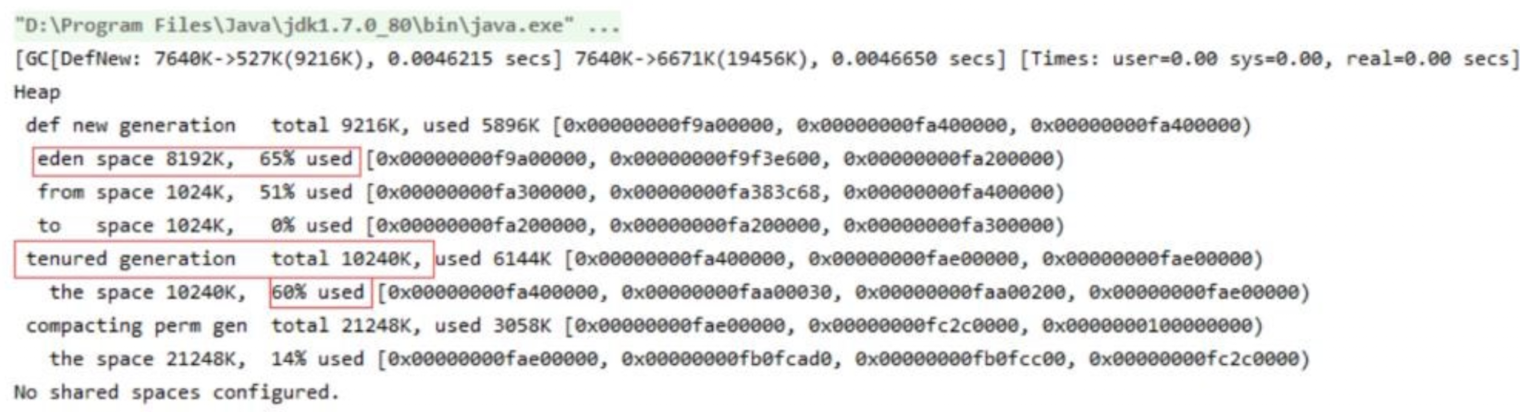 "D:\Program Files\Java\jdk1.7.0_80\bin\java.exe" ...
[GC[DefNew: 7640K->527K(9216K), 0.0046215 secs] 7640K->6671K(19456K), 0.0046650 secs] [Times: user=0.00 sys=0.00, real=0.00 secs]
Heap
 def new generation   total 9216K, used 5896K [0x00000000f9a00000, 0x00000000fa400000, 0x00000000fa400000)
  eden space 8192K,  65% used [0x00000000f9a00000, 0x00000000f9f3e600, 0x00000000fa200000)
  from space 1024K,  51% used [0x00000000fa300000, 0x00000000fa383c68, 0x00000000fa400000)
  to   space 1024K,   0% used [0x00000000fa200000, 0x00000000fa200000, 0x00000000fa300000)
 tenured generation   total 10240K, used 6144K [0x00000000fa400000, 0x00000000fae00000, 0x00000000fae00000)
   the space 10240K,  60% used [0x00000000fa400000, 0x00000000faa00030, 0x00000000faa00200, 0x00000000fae00000)
 compacting perm gen  total 21248K, used 3058K [0x00000000fae00000, 0x00000000fc2c0000, 0x0000000100000000)
   the space 21248K,  14% used [0x00000000fae00000, 0x00000000fb0fcad0, 0x00000000fb0fcc00, 0x00000000fc2c0000)
No shared spaces configured.